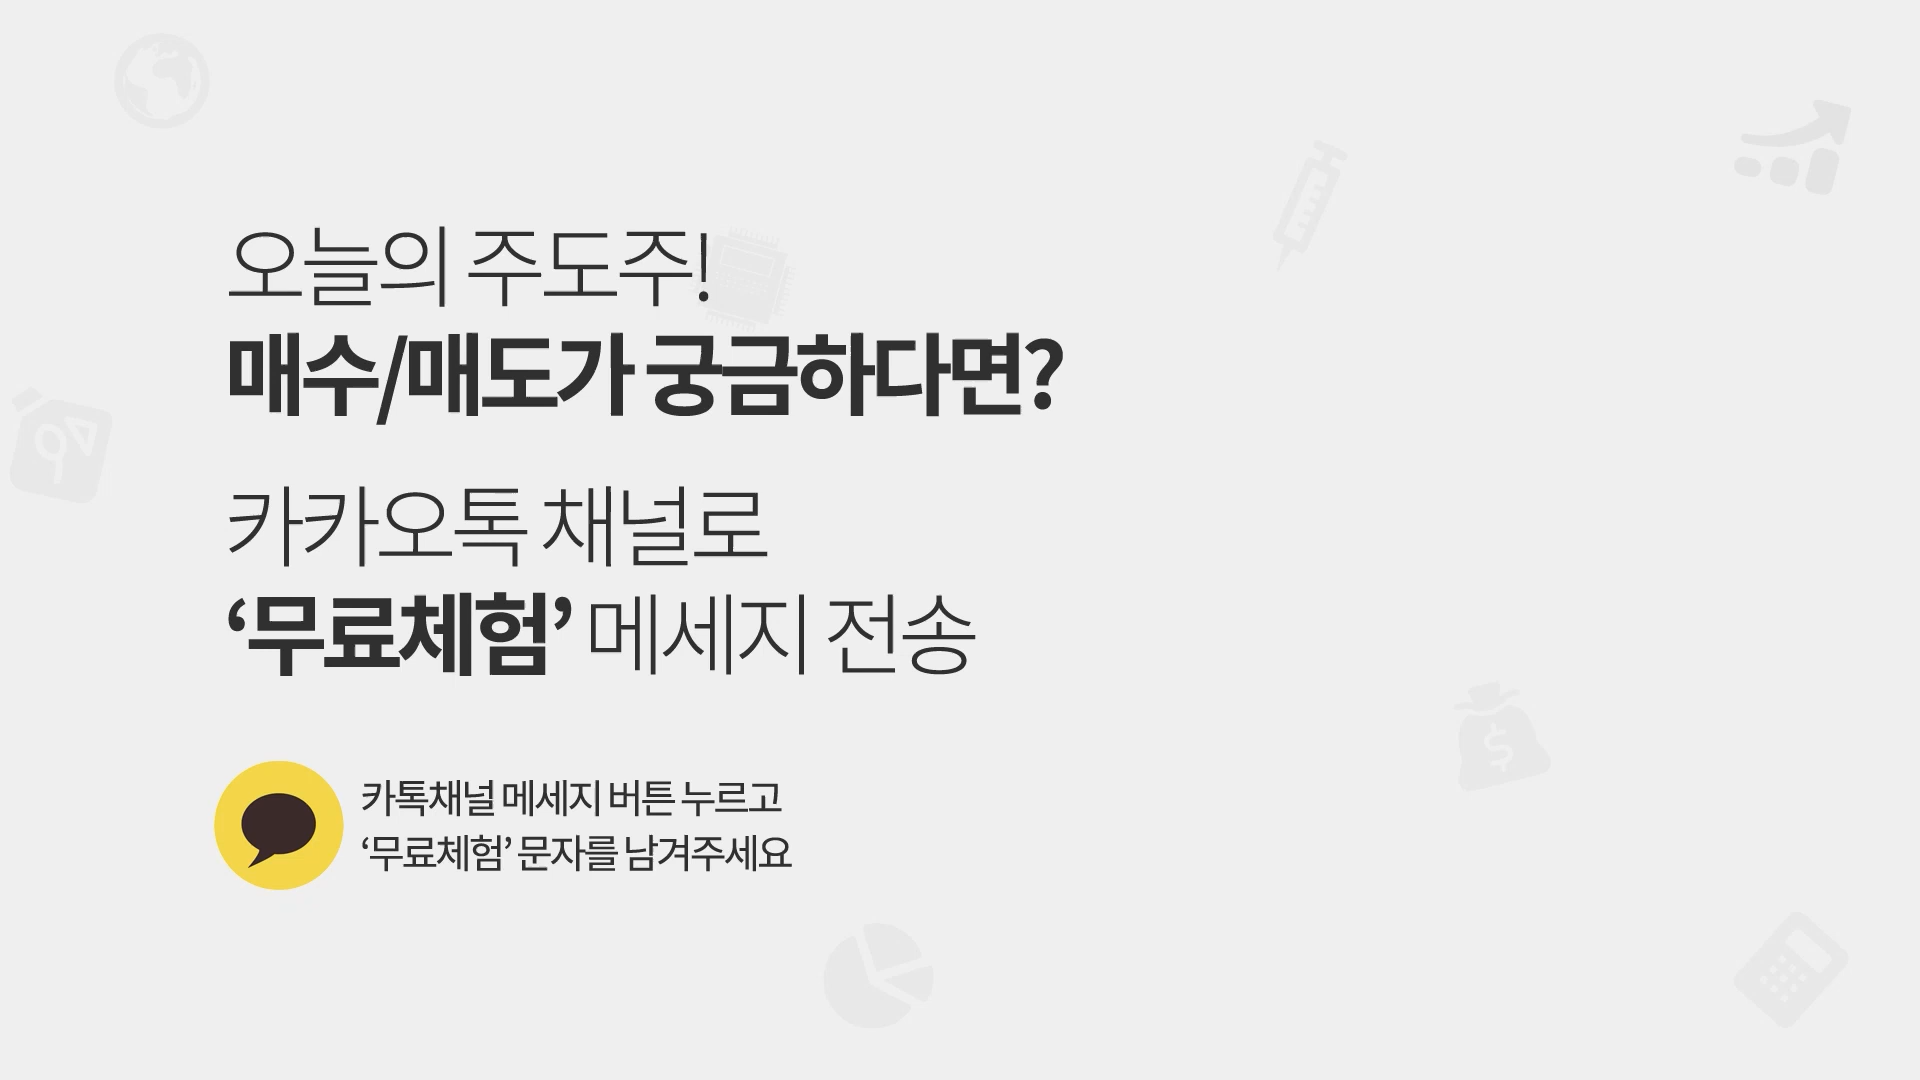 오늘의 주도주!
매수/매도가 궁금하다면?
카카오톡 채널로
‘무료체험’ 메세지 전송
카톡채널 메세지 버튼 누르고
‘무료체험’ 문자를 남겨주세요